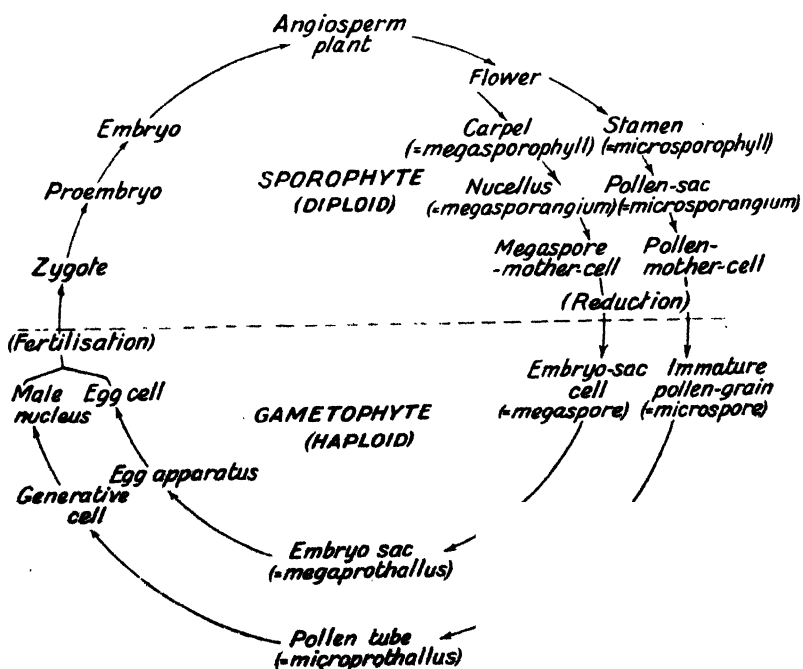 Angiosperm
plant
Flower
Carpel
(=megasporophyll)
Stamen
(=microsporophyll)
Embryo
SPOROPHYTE
(DIPLOID)
Nucellus
(=megasporangium)
Pollen-sac
(=microsporangium)
Proembryo
Megaspore
-mother-cell
Pollen-
mother-cell
Zygote
(Reduction)
(Fertilisation)
Male
nucleus
Egg cell
GAMETOPHYTE
(HAPLOID)
Embryo-sac
cell
(=megaspore)
Immature
pollen-grain
(=microspore)
Egg apparatus
Generative
cell
Embryo sac
(=megaprothallus)
Pollen tube
(=microprothallus)